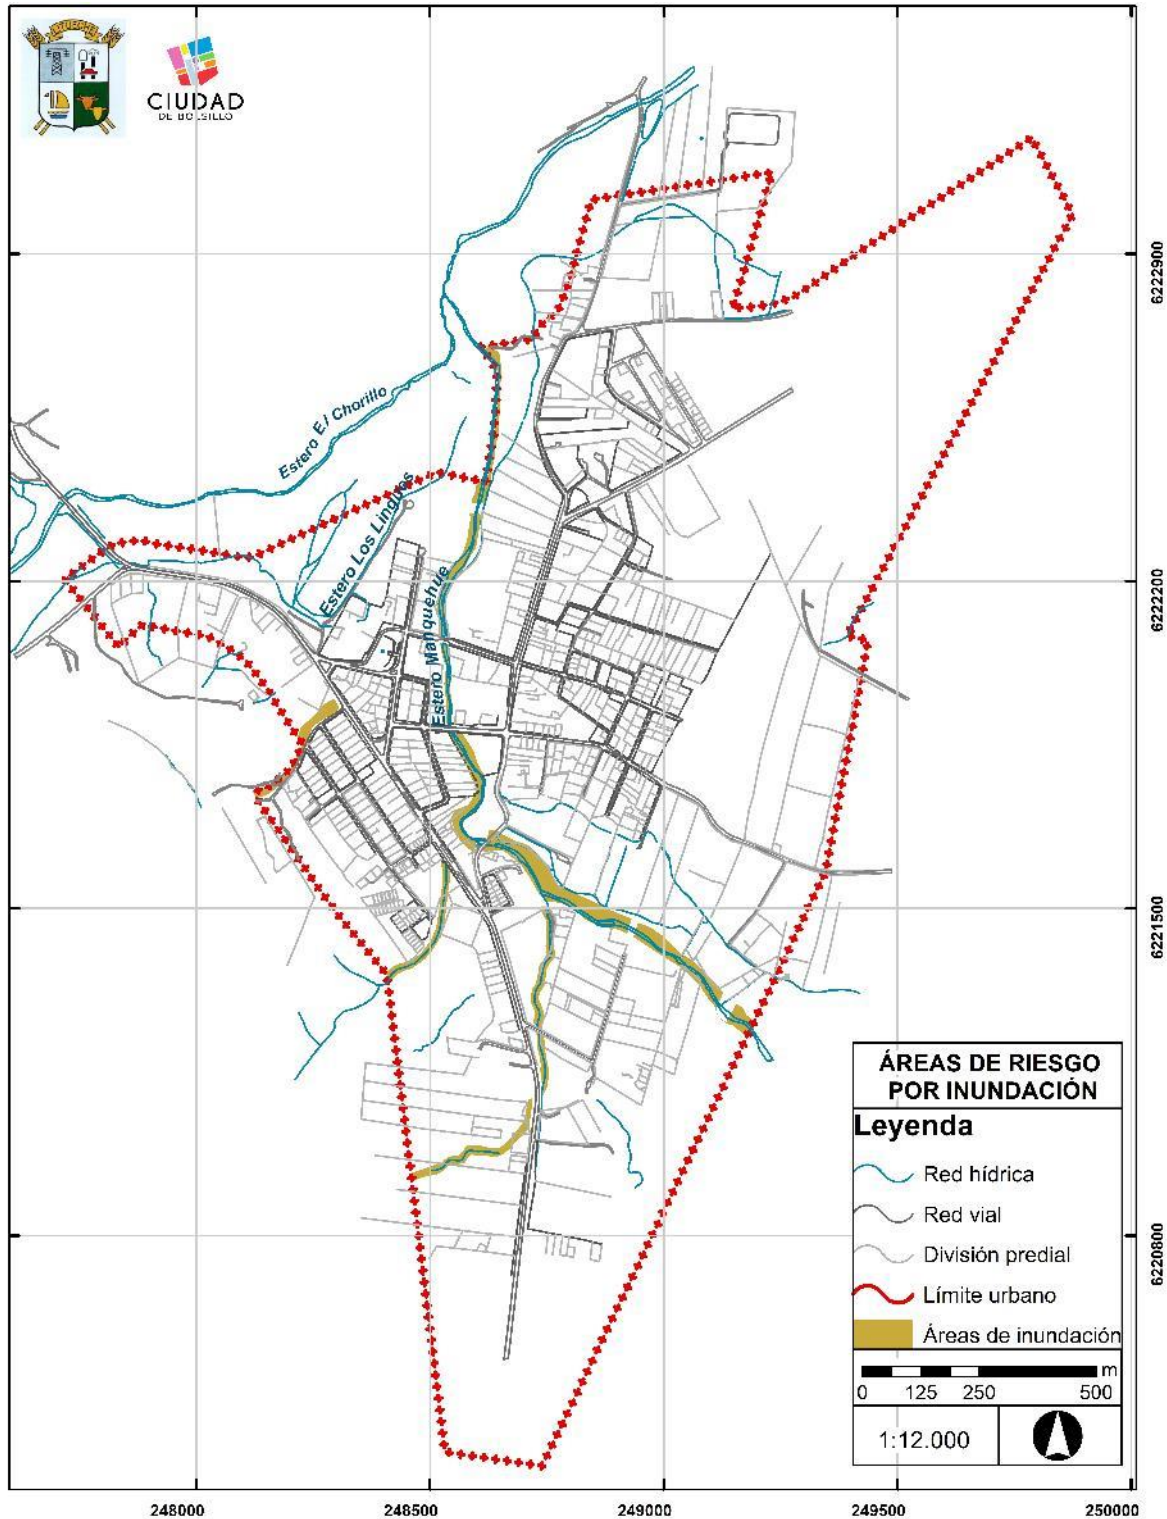 CIUDAD
DE BOLSILLO
Estero El Chorillo
Estero Los Lingues
Estero Manquehue
6222900
6222200
6221500
6220800
ÁREAS DE RIESGO
POR INUNDACIÓN
Leyenda
Red hídrica
Red vial
División predial
Límite urbano
Áreas de inundación
m
0 125 250 500
1:12.000
248000 248500 249000 249500 250000